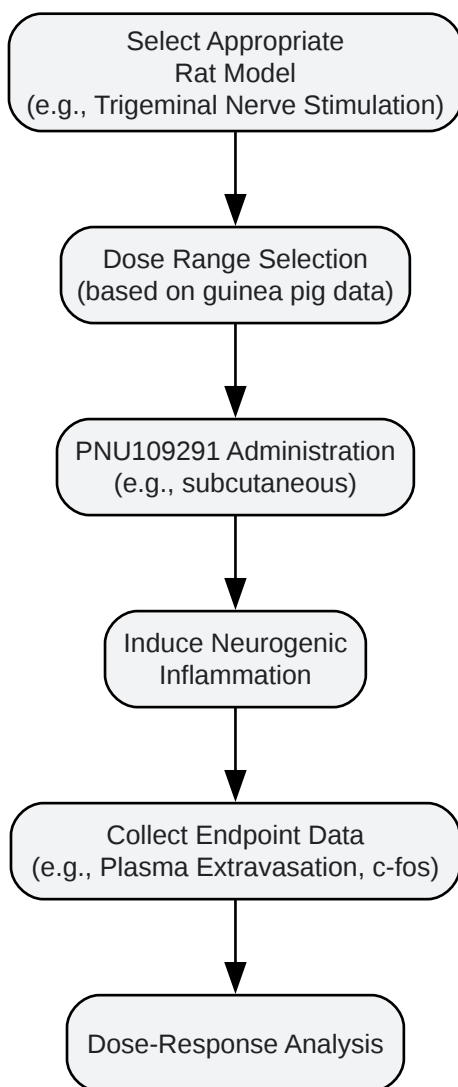 Select Appropriate
Rat Model
(e.g., Trigeminal Nerve Stimulation)
Dose Range Selection
(based on guinea pig data)
PNU109291 Administration
(e.g., subcutaneous)
Induce Neurogenic
Inflammation
Collect Endpoint Data
(e.g., Plasma Extravasation, c-fos)
Dose-Response Analysis